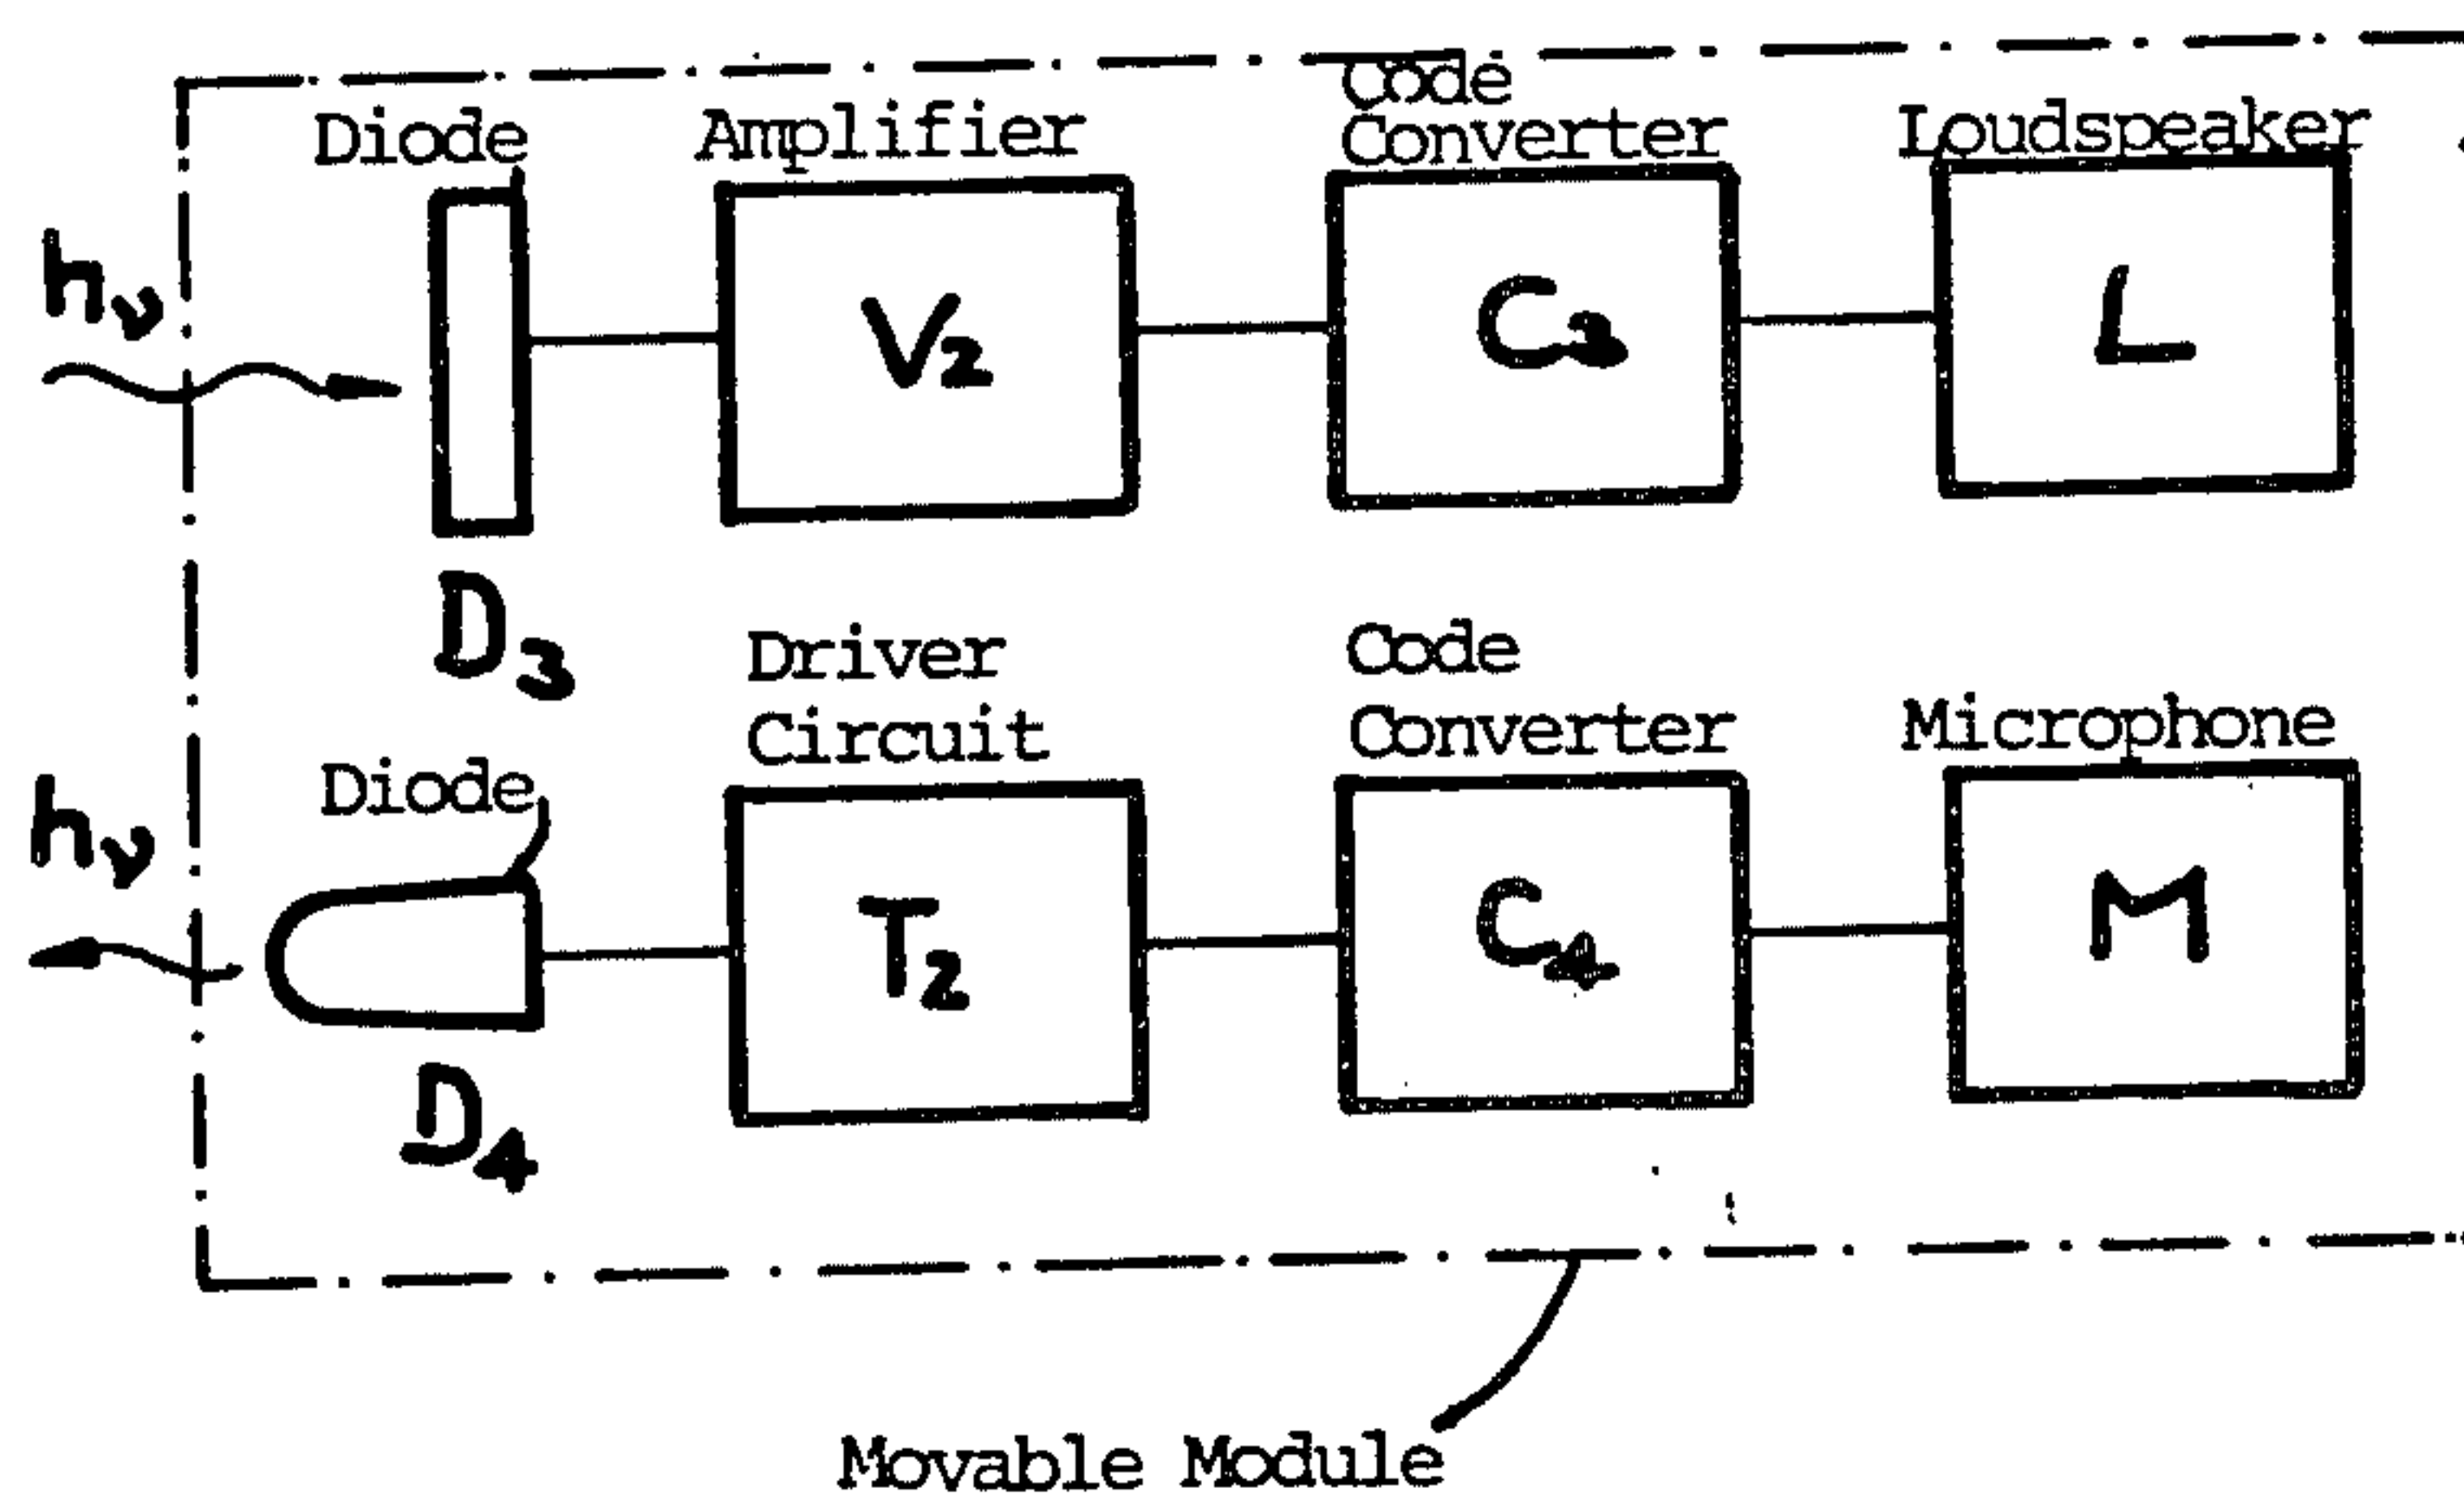 Code
Diode Amplifier Converter Loudspeaker
hν
V2 C3 L
D3
Driver Code
Circuit Converter Microphone
Diode
hν
T2 C4 M
D4
Movable Module